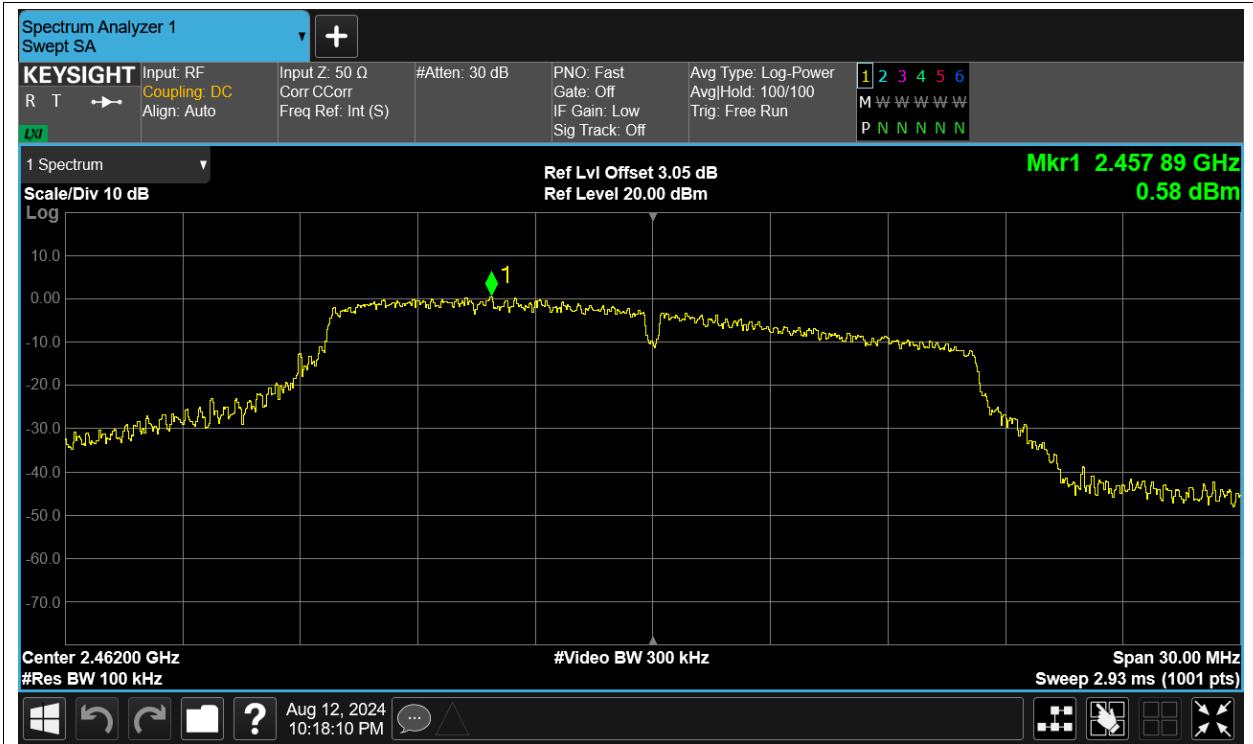 Spectrum Analyzer 1
Swept SA
+
KEYSIGHT Input: RF Input Z: 50 Ω #Atten: 30 dB PNO: Fast Avg Type: Log-Power 1 2 3 4 5 6
R T Coupling: DC Corr CCorr Gate: Off Avg|Hold: 100/100 M W W W W W
Align: Auto Freq Ref: Int (S) IF Gain: Low Trig: Free Run
LXI Sig Track: Off P N N N N N
1 Spectrum Ref Lvl Offset 3.05 dB Mkr1 2.457 89 GHz
Scale/Div 10 dB Ref Level 20.00 dBm 0.58 dBm
Log
10.0
1
0.00
-10.0
-20.0
-30.0
-40.0
-50.0
-60.0
-70.0
Center 2.46200 GHz #Video BW 300 kHz Span 30.00 MHz
#Res BW 100 kHz Sweep 2.93 ms (1001 pts)
? Aug 12, 2024
10:18:10 PM